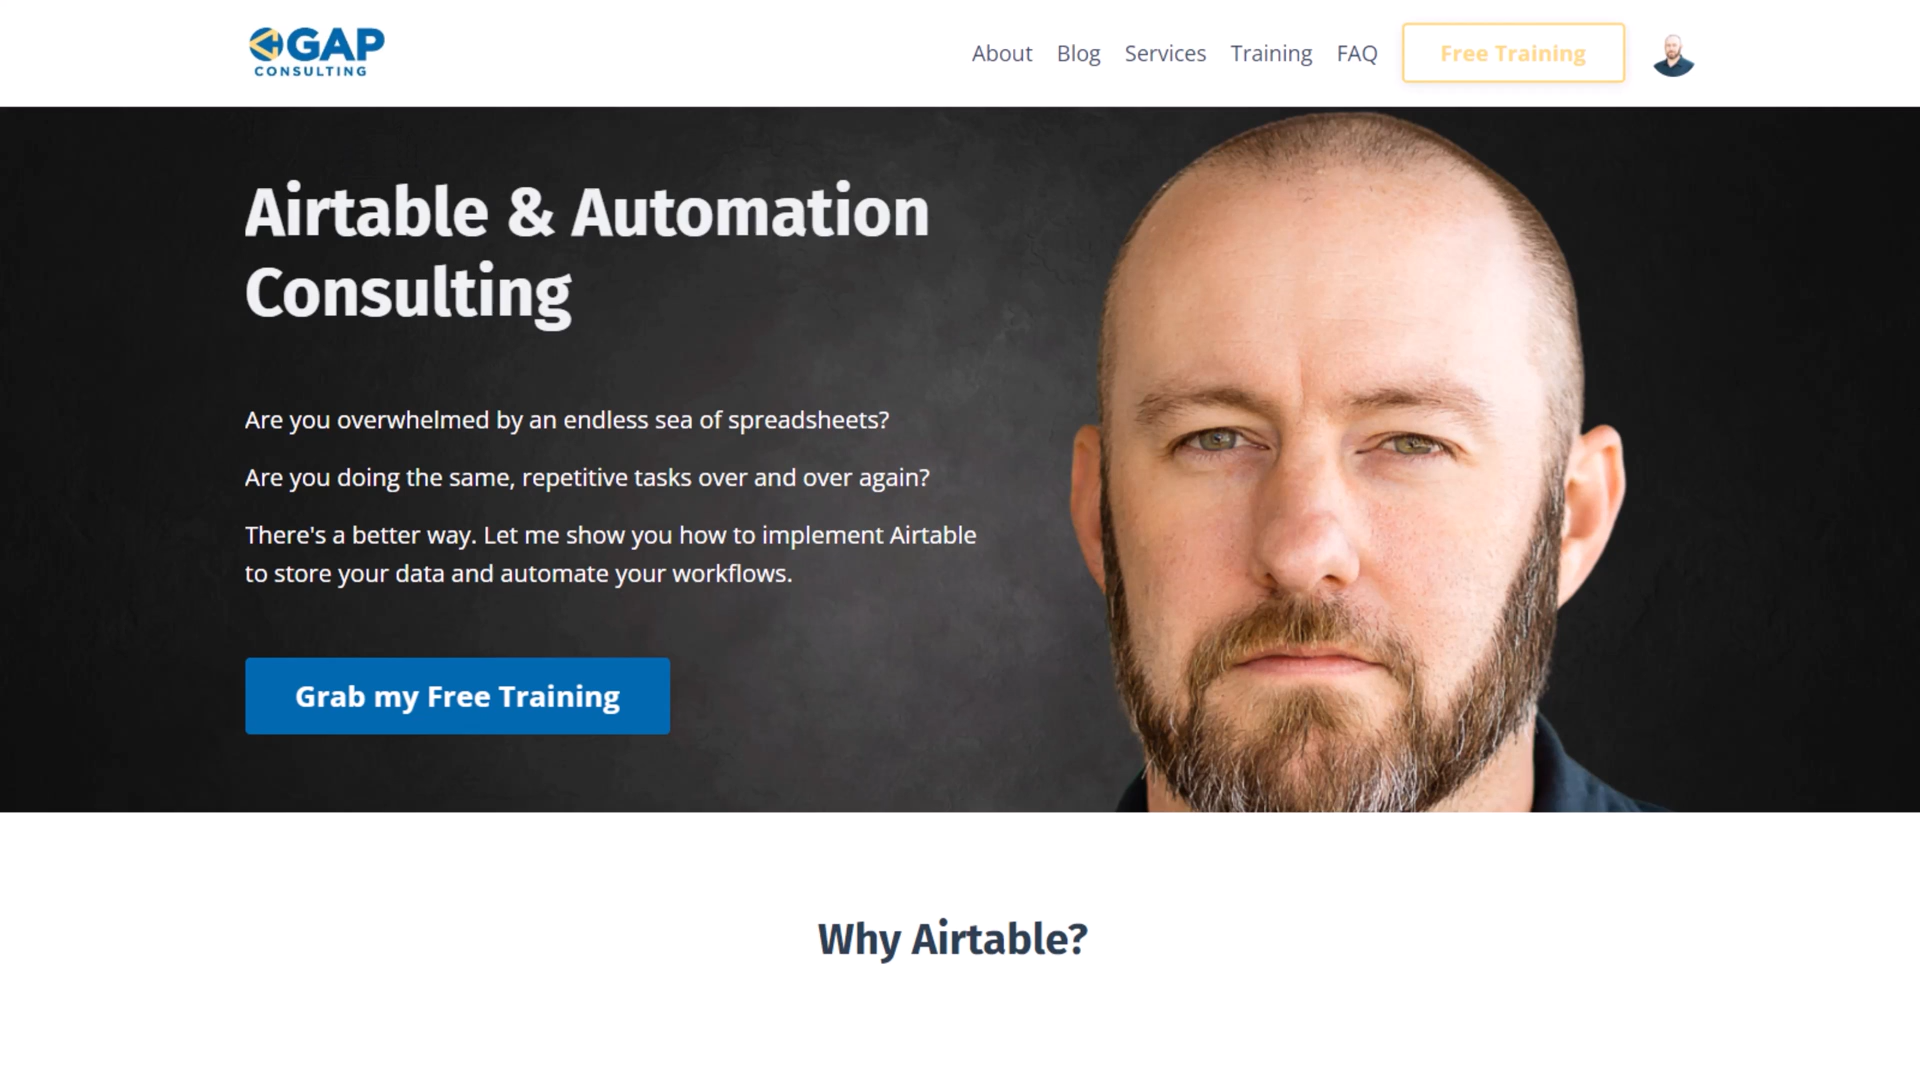 GAP
CONSULTING
About Blog Services Training FAQ Free Training
Airtable & Automation
Consulting
Are you overwhelmed by an endless sea of spreadsheets?
Are you doing the same, repetitive tasks over and over again?
There's a better way. Let me show you how to implement Airtable
to store your data and automate your workflows.
Grab my Free Training
Why Airtable?